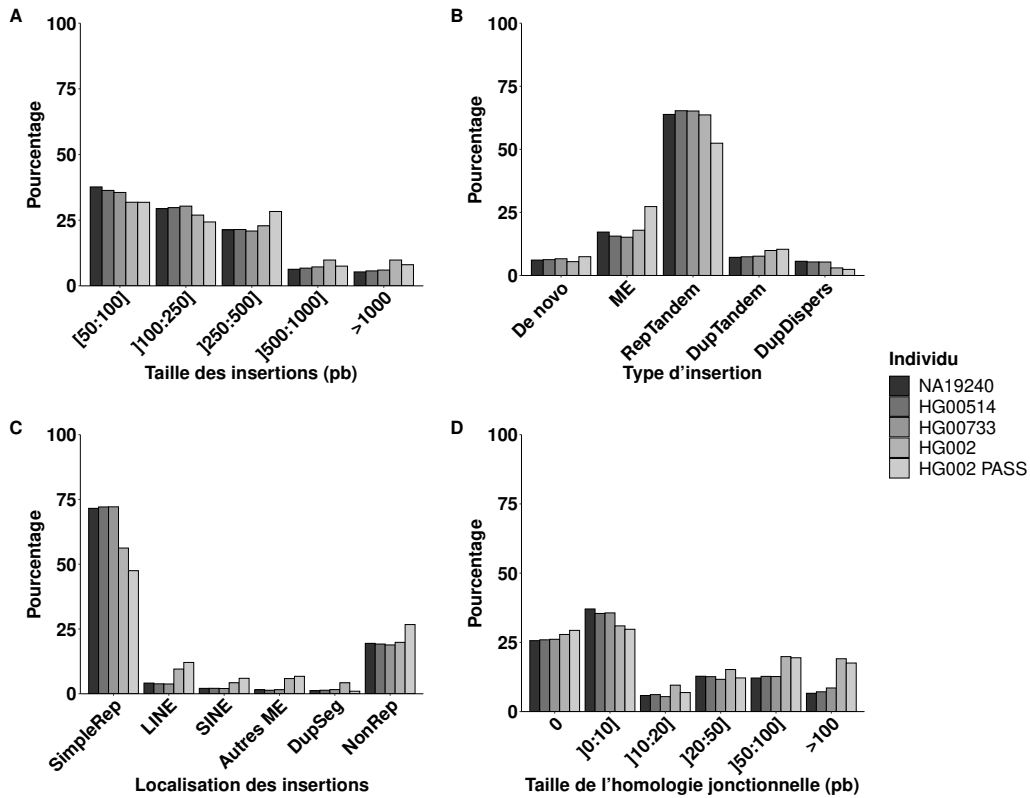 A
100
75
50
25
0
Pourcentage
[50:100]
]100:250]
]250:500]
]500:1000]
>1000
Taille des insertions (pb)
B
100
75
50
25
0
Pourcentage
De novo
ME
RepTandem
DupTandem
DupDispers
Type d'insertion
Individu
NA19240
HG00514
HG00733
HG002
HG002 PASS
C
100
75
50
25
0
Pourcentage
SimpleRep
LINE
SINE
Autres ME
DupSeg
NonRep
Localisation des insertions
D
100
75
50
25
0
Pourcentage
0
]0:10]
]10:20]
]20:50]
]50:100]
>100
Taille de l'homologie jonctionnelle (pb)